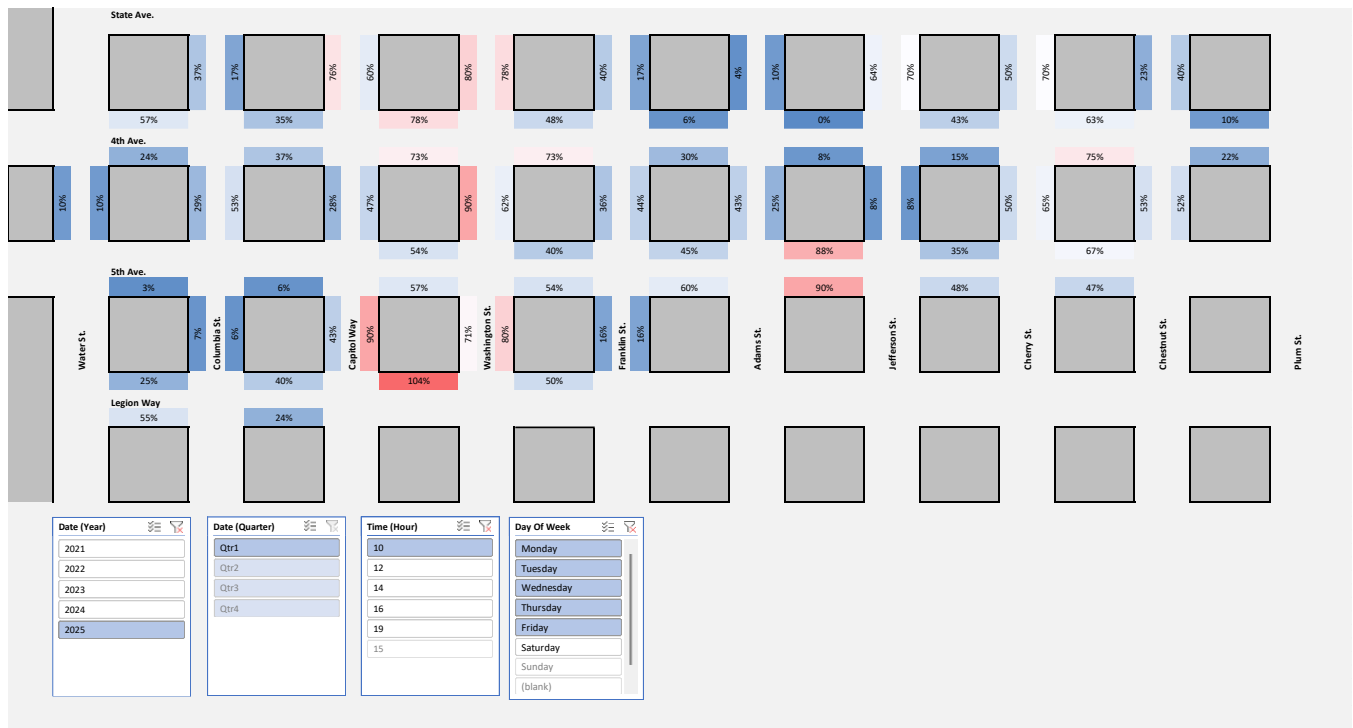 State Ave.
37% 17% 76% 60% 80% 78% 40% 17% 4% 10% 64% 70% 50% 70% 23% 40%
57% 35% 78% 48% 6% 0% 43% 63% 10%
4th Ave.
24% 37% 73% 73% 30% 8% 15% 75% 22%
10% 10% 29% 53% 28% 47% 90% 62% 36% 44% 43% 25% 8% 8% 50% 65% 53% 52%
54% 40% 45% 88% 35% 67%
5th Ave.
3% 6% 57% 54% 60% 90% 48% 47%
7% 6% 43% 90% 71% 80% 16% 16%
Water St. Columbia St. Capitol Way Washington St. Franklin St. Adams St. Jefferson St. Cherry St. Chestnut St. Plum St.
25% 40% 104% 50%
Legion Way
55% 24%
Date (Year)
2021
2022
2023
2024
2025
Date (Quarter)
Qtr1
Qtr2
Qtr3
Qtr4
Time (Hour)
10
12
14
16
19
15
Day Of Week
Monday
Tuesday
Wednesday
Thursday
Friday
Saturday
Sunday
(blank)